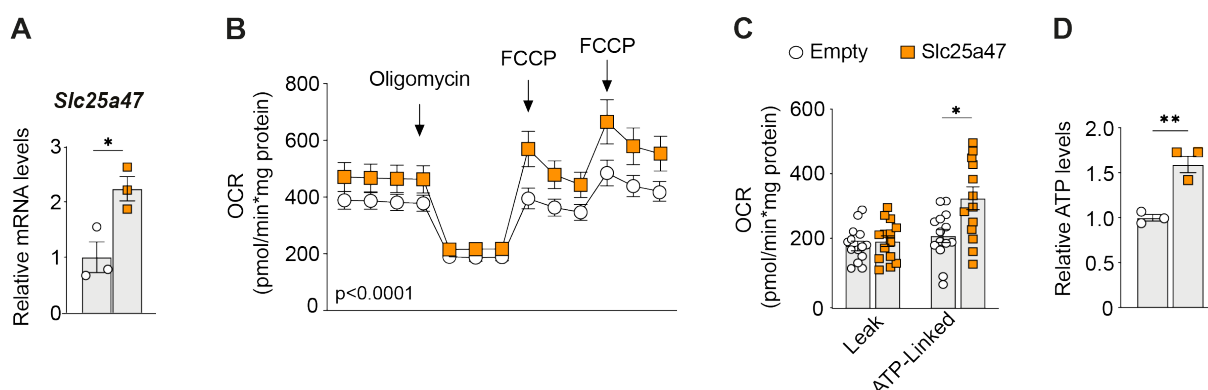 A
Slc25a47
Relative mRNA levels
3
2
1
0
*
B
OCR
(pmol/min*mg protein)
800
600
400
200
0
Oligomycin
FCCP
FCCP
p<0.0001
C
Empty
Slc25a47
OCR
(pmol/min*mg protein)
600
400
200
0
*
Leak
ATP-Linked
D
Relative ATP levels
2.0
1.5
1.0
0.5
0
**